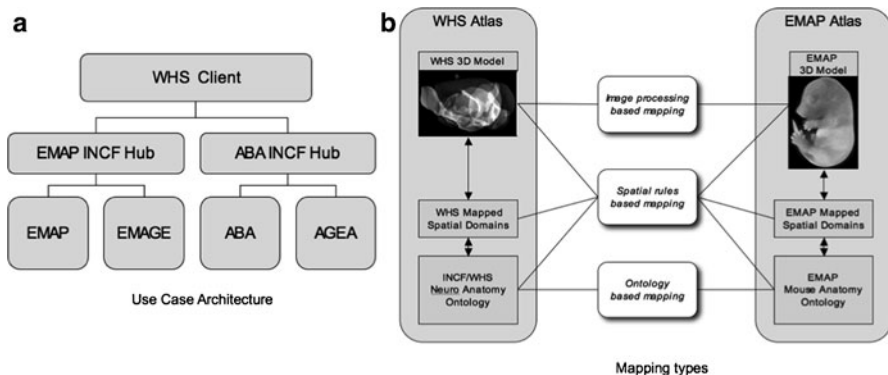 a
WHS Client
EMAP INCF Hub
ABA INCF Hub
EMAP
EMAGE
ABA
AGEA
Use Case Architecture
b
WHS Atlas
WHS 3D Model
WHS Mapped
Spatial Domains
INCF/WHS
Neuro Anatomy
Ontology
Image processing
based mapping
Spatial rules
based mapping
Ontology
based mapping
EMAP Atlas
EMAP
3D Model
EMAP Mapped
Spatial Domains
EMAP
Mouse Anatomy
Ontology
Mapping types